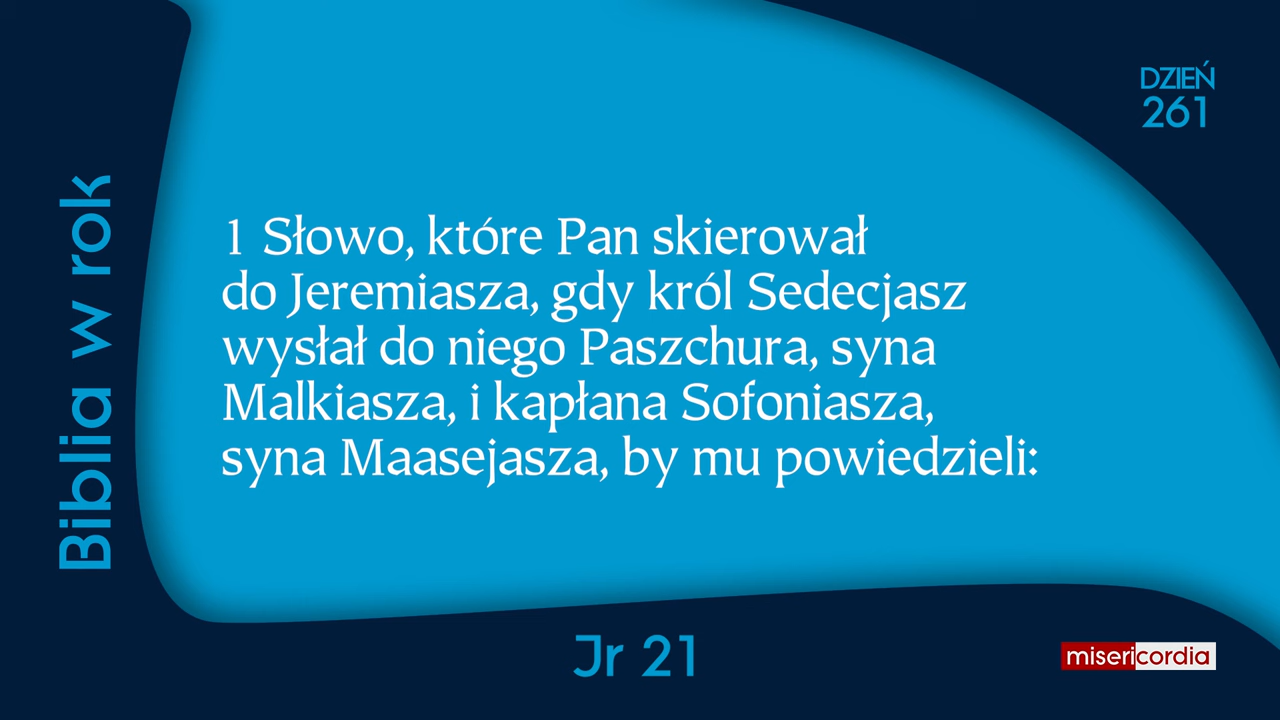 DZIEŃ
261
Biblia w rok
1 Słowo, które Pan skierował
do Jeremiasza, gdy król Sedecjasz
wysłał do niego Paszchura, syna
Malkiasza, i kapłana Sofoniasza,
syna Maasejasza, by mu powiedzieli:
Jr 21
misericordia